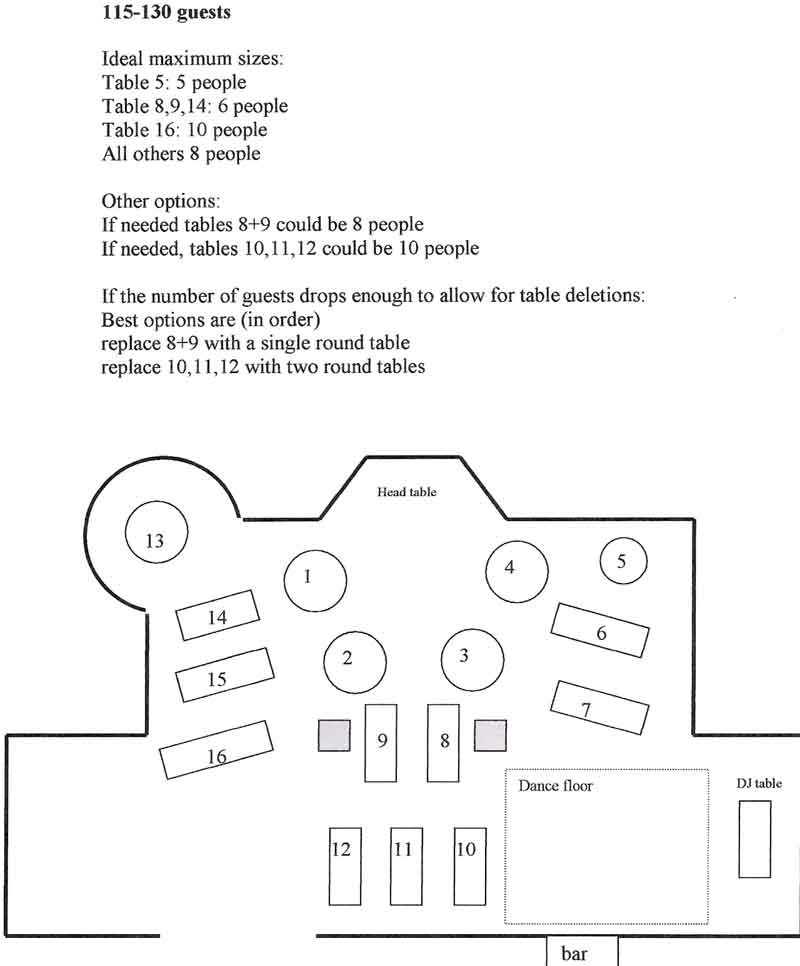 115-130 guests
Ideal maximum sizes:
Table 5: 5 people
Table 8,9,14: 6 people
Table 16: 10 people
All others 8 people
Other options:
If needed tables 8+9 could be 8 people
If needed, tables 10,11,12 could be 10 people
If the number of guests drops enough to allow for table deletions:
Best options are (in order)
replace 8+9 with a single round table
replace 10,11,12 with two round tables
Head table
13
1
4
5
14
6
2
3
15
7
16
9
8
Dance floor
DJ table
12
11
10
bar